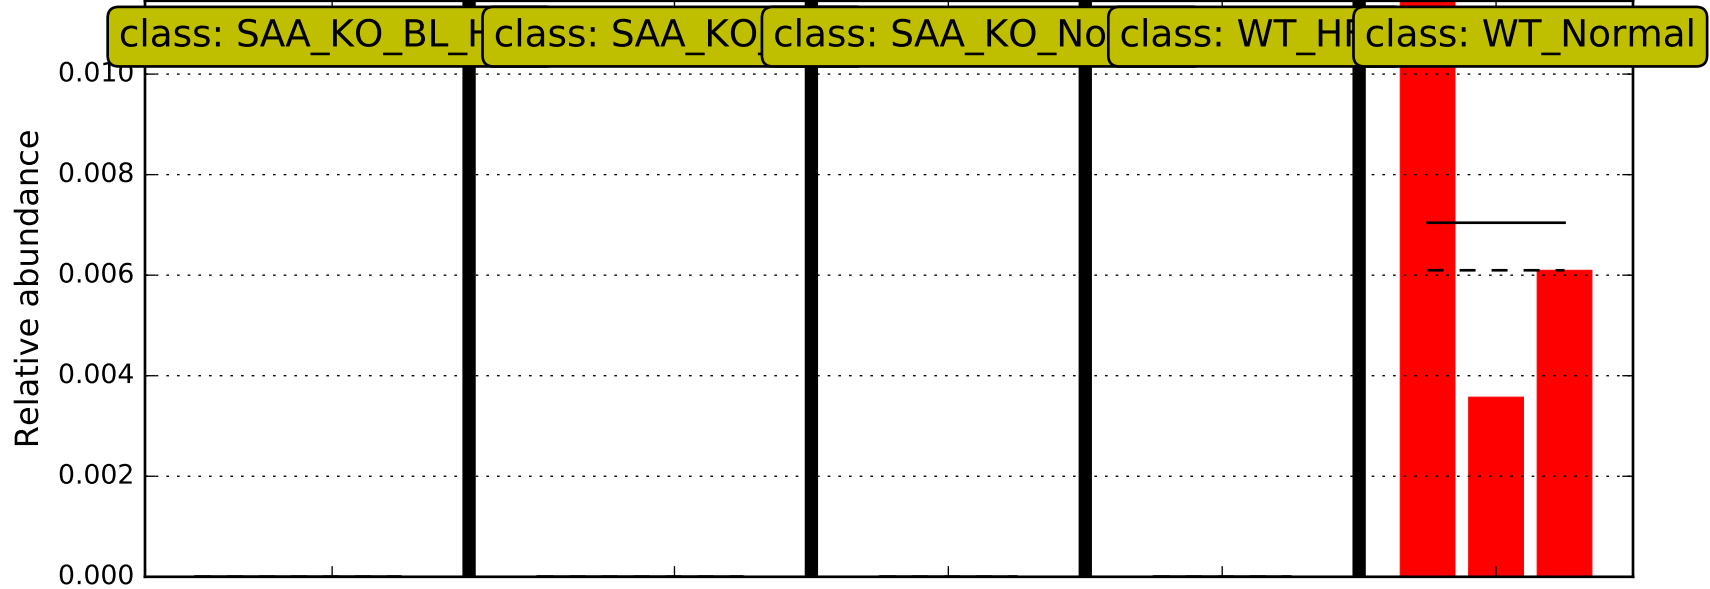 class: SAA_KO_BL_H
class: SAA_KO_
class: SAA_KO_No
class: WT_HF
class: WT_Normal
0.010
0.008
0.006
0.004
0.002
0.000
Relative abundance